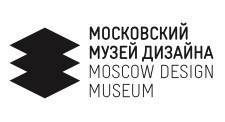 МОСКОВСКИЙ
МУЗЕЙ ДИЗАЙНА
MOSCOW DESIGN
MUSEUM